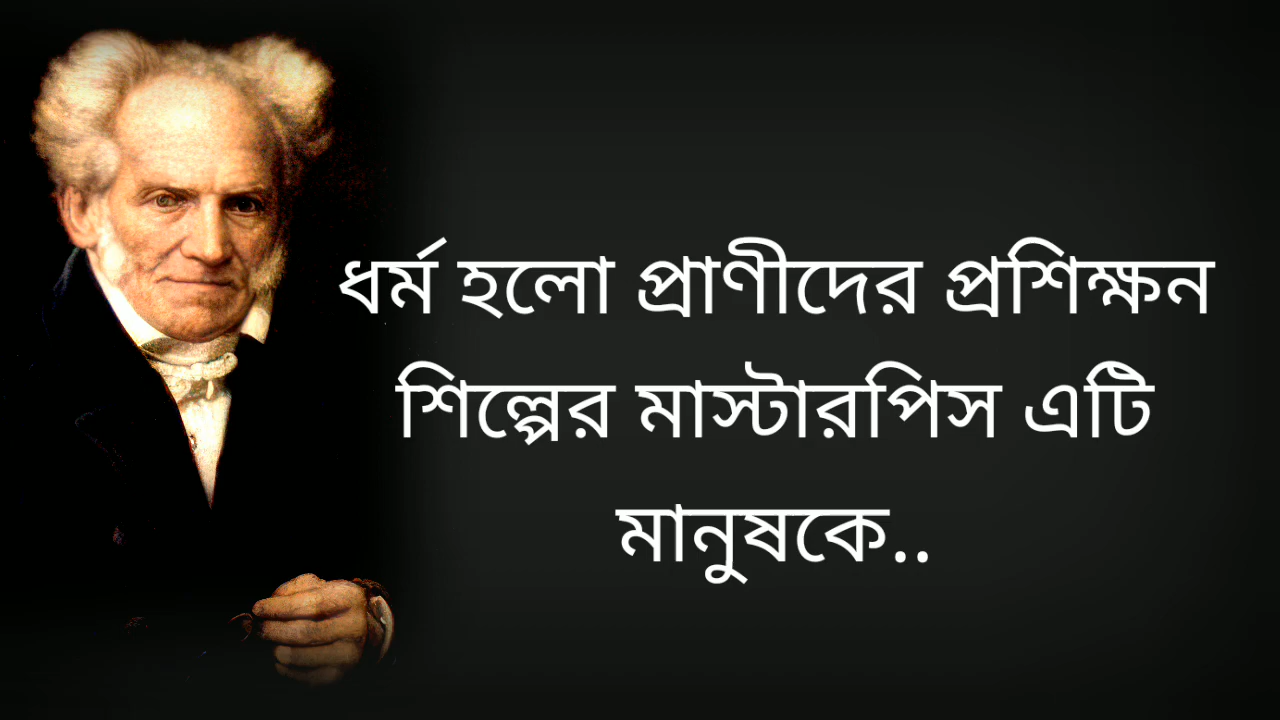 ধর্ম হলো প্রাণীদের প্রশিক্ষন
শিল্পের মাস্টারপিস এটি
মানুষকে..